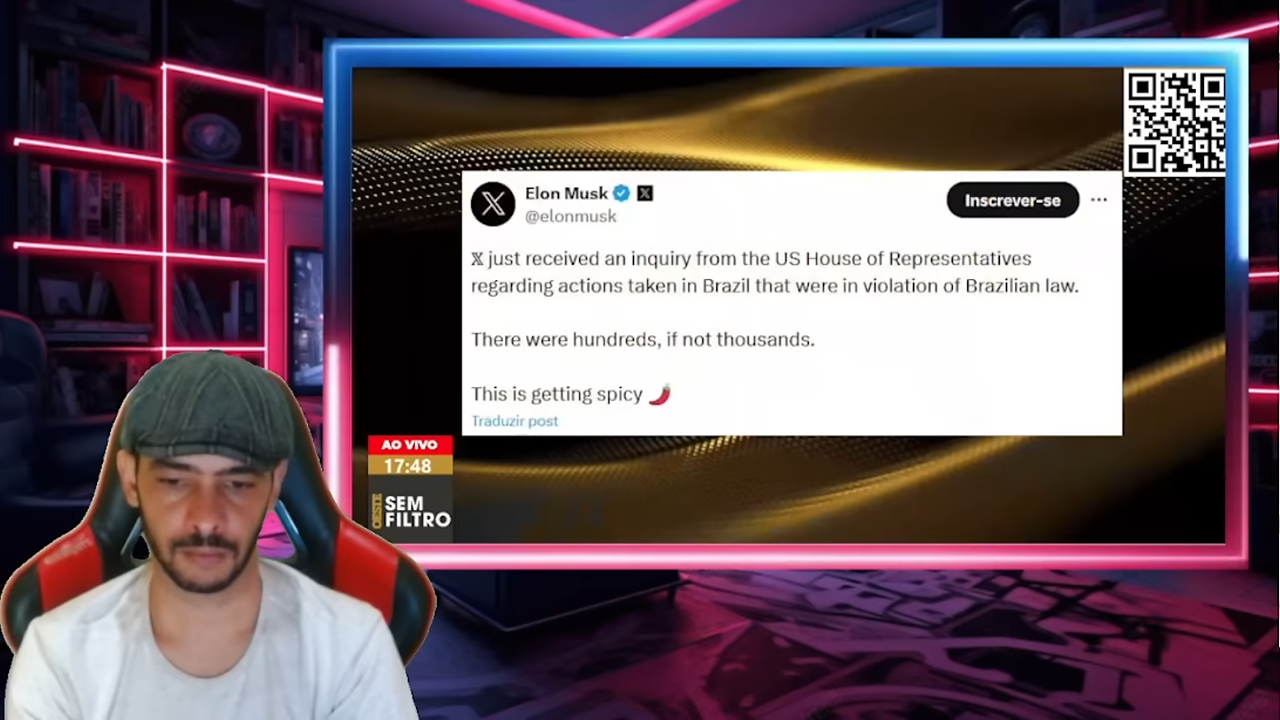 Elon Musk
@elonmusk
Inscrever-se
𝕏 just received an inquiry from the US House of Representatives
regarding actions taken in Brazil that were in violation of Brazilian law.
There were hundreds, if not thousands.
This is getting spicy 🌶️
Traduzir post
AO VIVO
17:48
OESTE
SEM
FILTRO